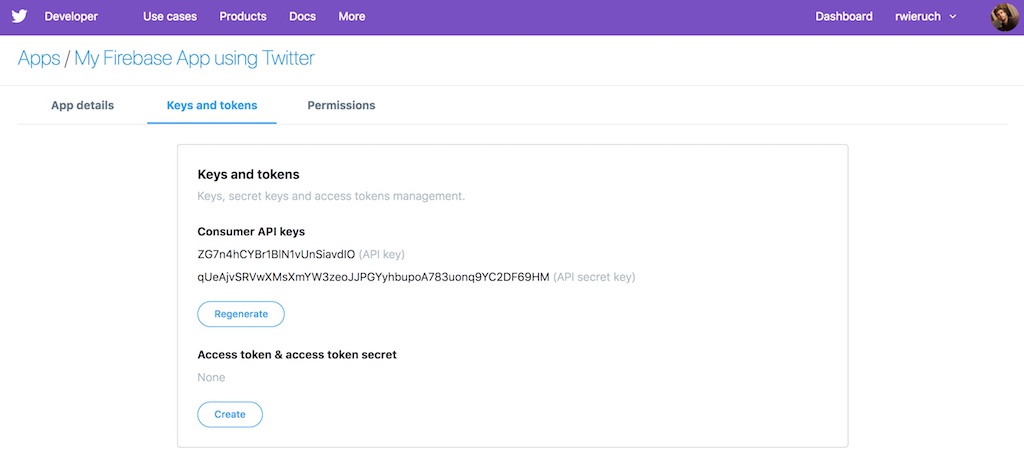 Developer Use cases Products Docs More Dashboard rwieruch
Apps / My Firebase App using Twitter
App details Keys and tokens Permissions
Keys and tokens
Keys, secret keys and access tokens management.
Consumer API keys
ZG7n4hCYBr1BlN1vUnSiavdIO (API key)
qUeAjvSRVwXMsXmYW3zeoJJPGYyhbupoA783uonq9YC2DF69HM (API secret key)
Regenerate
Access token & access token secret
None
Create